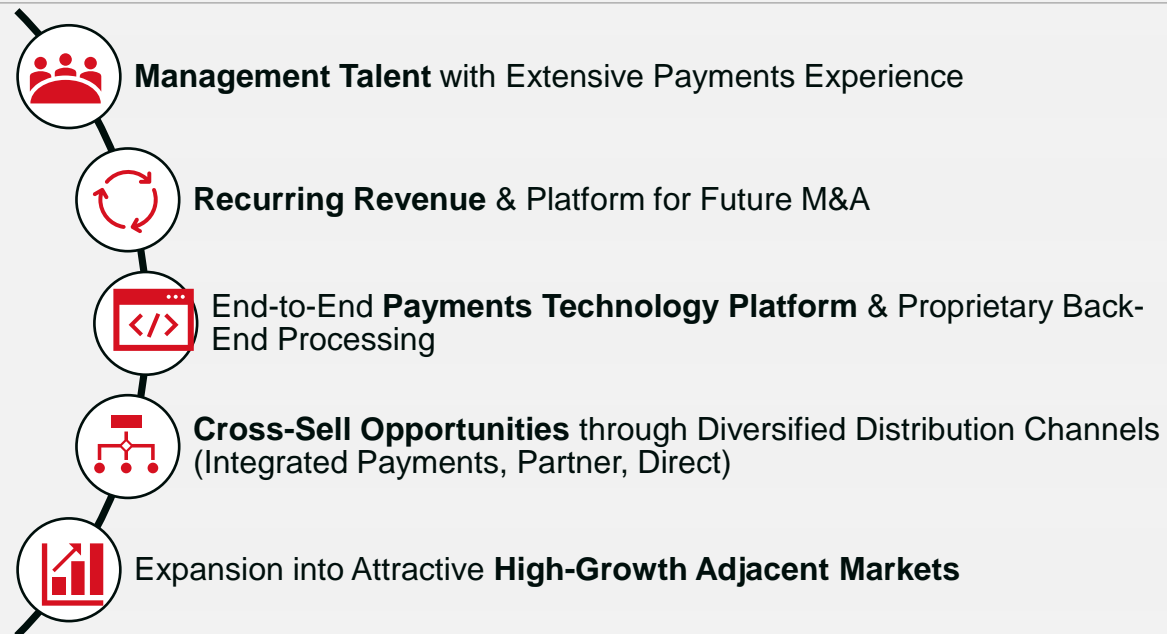 Management Talent with Extensive Payments Experience
Recurring Revenue & Platform for Future M&A
End-to-End Payments Technology Platform & Proprietary Back-
End Processing
Cross-Sell Opportunities through Diversified Distribution Channels
(Integrated Payments, Partner, Direct)
Expansion into Attractive High-Growth Adjacent Markets